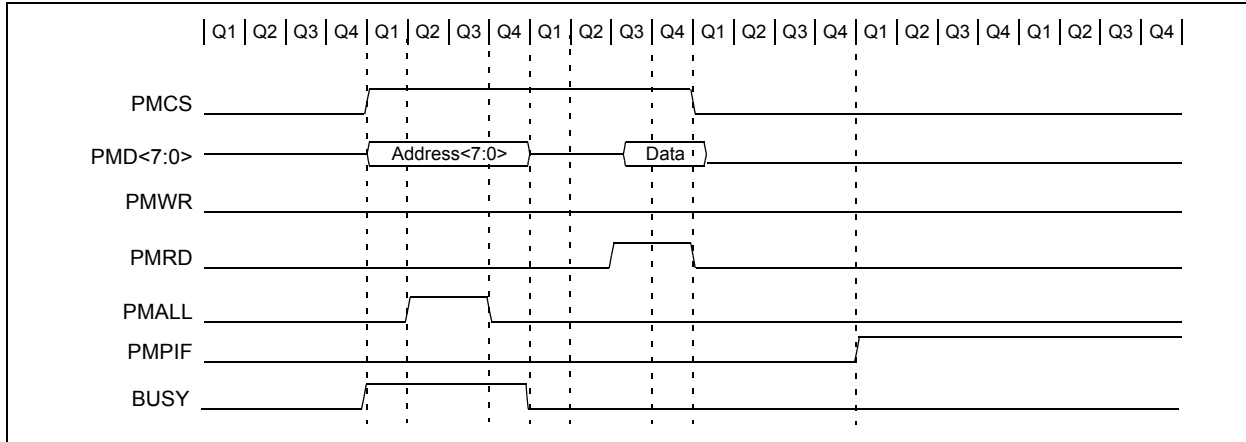 Q1 Q2 Q3 Q4 Q1 Q2 Q3 Q4 Q1 Q2 Q3 Q4 Q1 Q2 Q3 Q4 Q1 Q2 Q3 Q4 Q1 Q2 Q3 Q4
PMCS
PMD<7:0> Address<7:0> Data
PMWR
PMRD
PMALL
PMPIF
BUSY